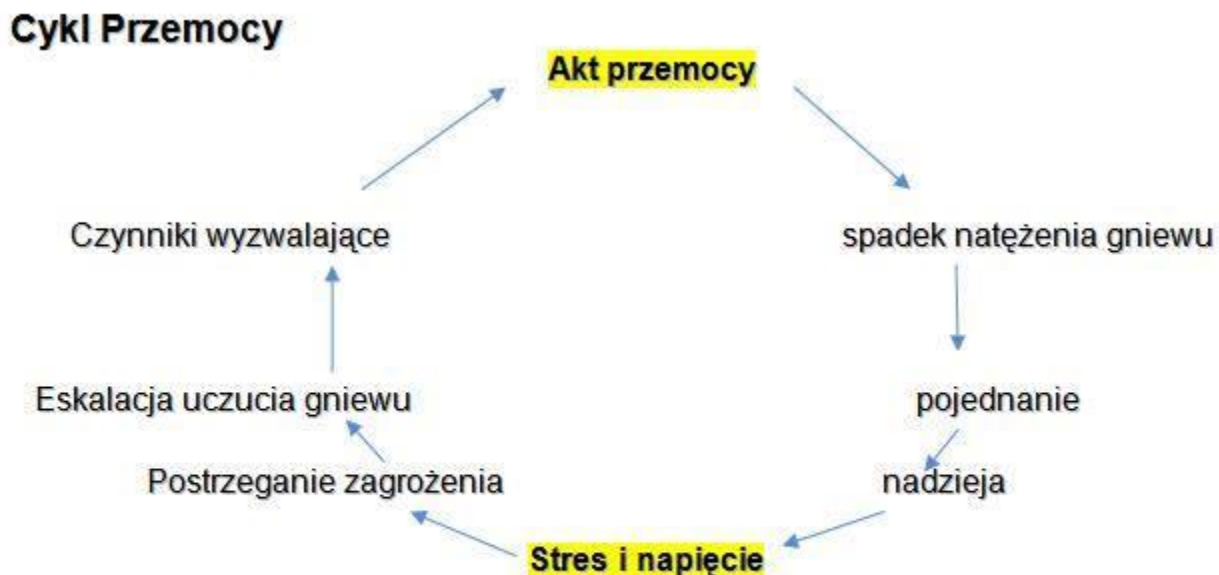 Cykl Przemocy
Akt przemocy
Czynniki wyzwalające
spadek natężenia gniewu
Eskalacja uczucia gniewu
pojednanie
Postrzeganie zagrożenia
nadzieja
Stres i napięcie